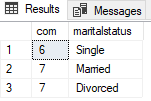 Results Messages
com maritalstatus
1 6 Single
2 7 Married
3 7 Divorced